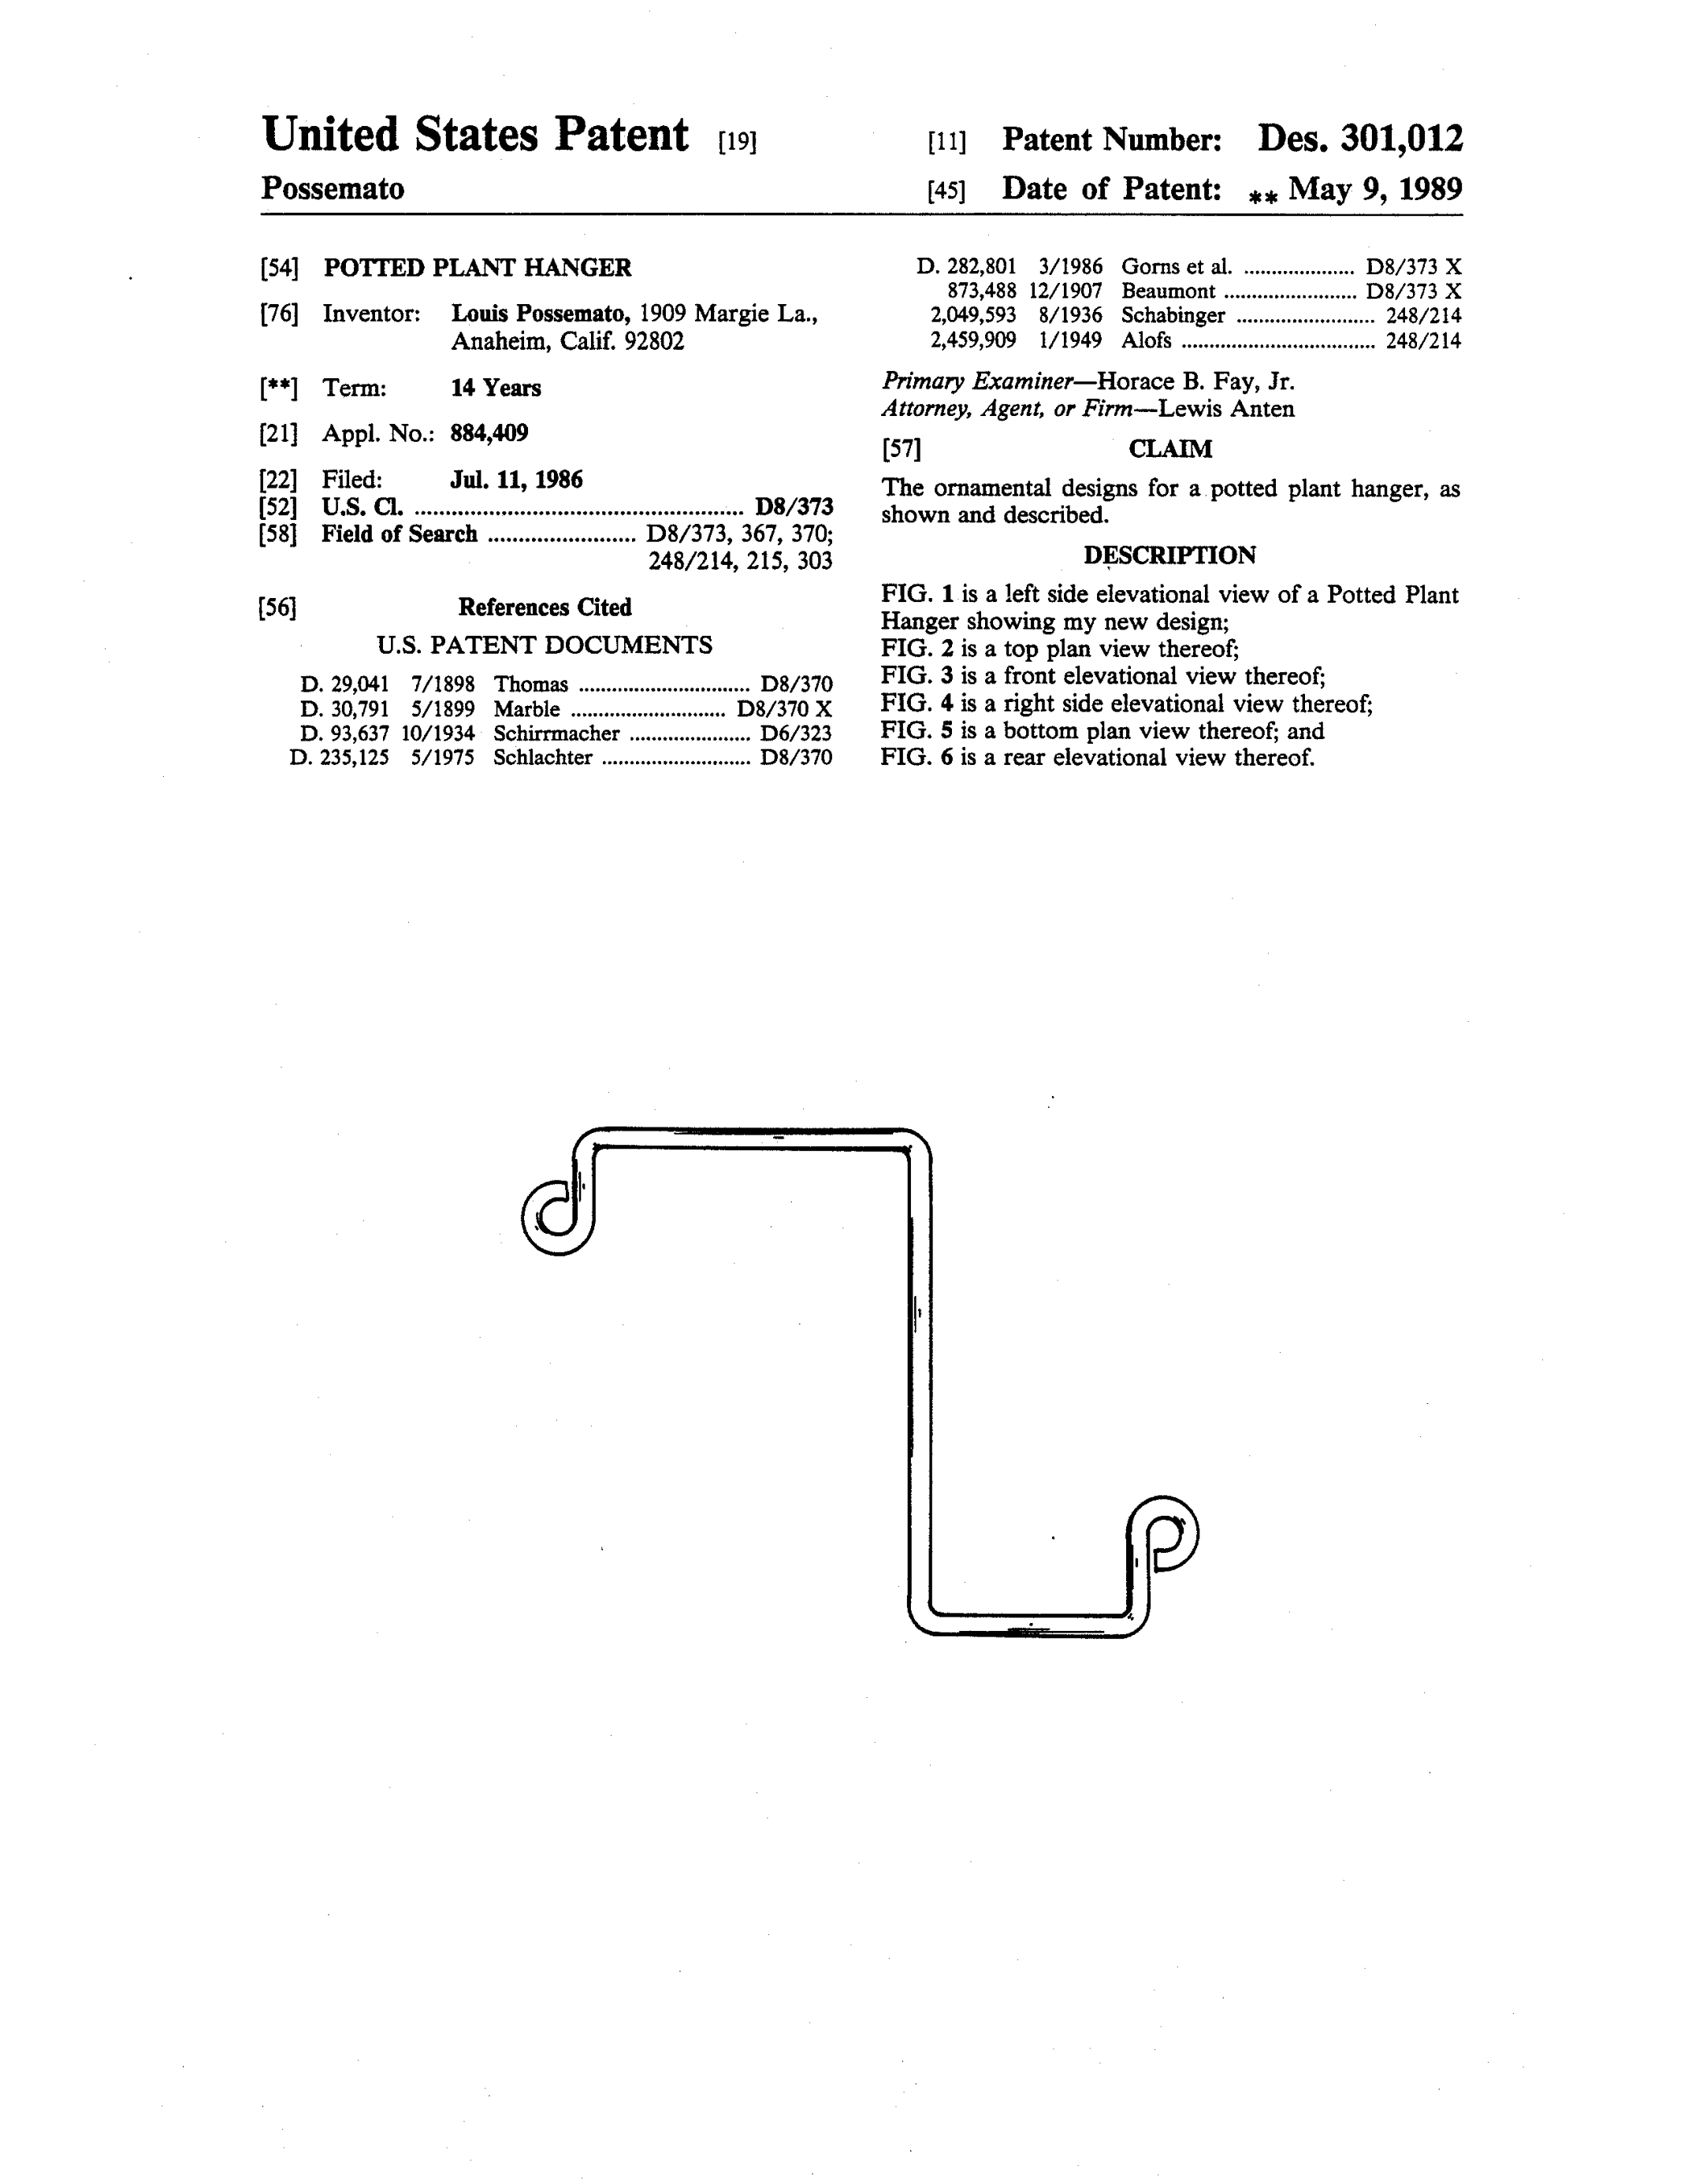 United States Patent [19]
Possemato
[11] Patent Number: Des. 301,012
[45] Date of Patent: ** May 9, 1989
[54] POTTED PLANT HANGER
[76] Inventor: Louis Possemato, 1909 Margie La.,
Anaheim, Calif. 92802
[**] Term: 14 Years
[21] Appl. No.: 884,409
[22] Filed: Jul. 11, 1986
[52] U.S. Cl. ..................................................... D8/373
[58] Field of Search ........................ D8/373, 367, 370;
248/214, 215, 303
[56] References Cited
U.S. PATENT DOCUMENTS
D. 29,041 7/1898 Thomas ............................... D8/370
D. 30,791 5/1899 Marble ............................ D8/370 X
D. 93,637 10/1934 Schirrmacher ...................... D6/323
D. 235,125 5/1975 Schlachter ........................... D8/370
D. 282,801 3/1986 Gorns et al. .................... D8/373 X
873,488 12/1907 Beaumont ........................ D8/373 X
2,049,593 8/1936 Schabinger ......................... 248/214
2,459,909 1/1949 Alofs ................................... 248/214
Primary Examiner—Horace B. Fay, Jr.
Attorney, Agent, or Firm—Lewis Anten
[57] CLAIM
The ornamental designs for a potted plant hanger, as
shown and described.
DESCRIPTION
FIG. 1 is a left side elevational view of a Potted Plant
Hanger showing my new design;
FIG. 2 is a top plan view thereof;
FIG. 3 is a front elevational view thereof;
FIG. 4 is a right side elevational view thereof;
FIG. 5 is a bottom plan view thereof; and
FIG. 6 is a rear elevational view thereof.